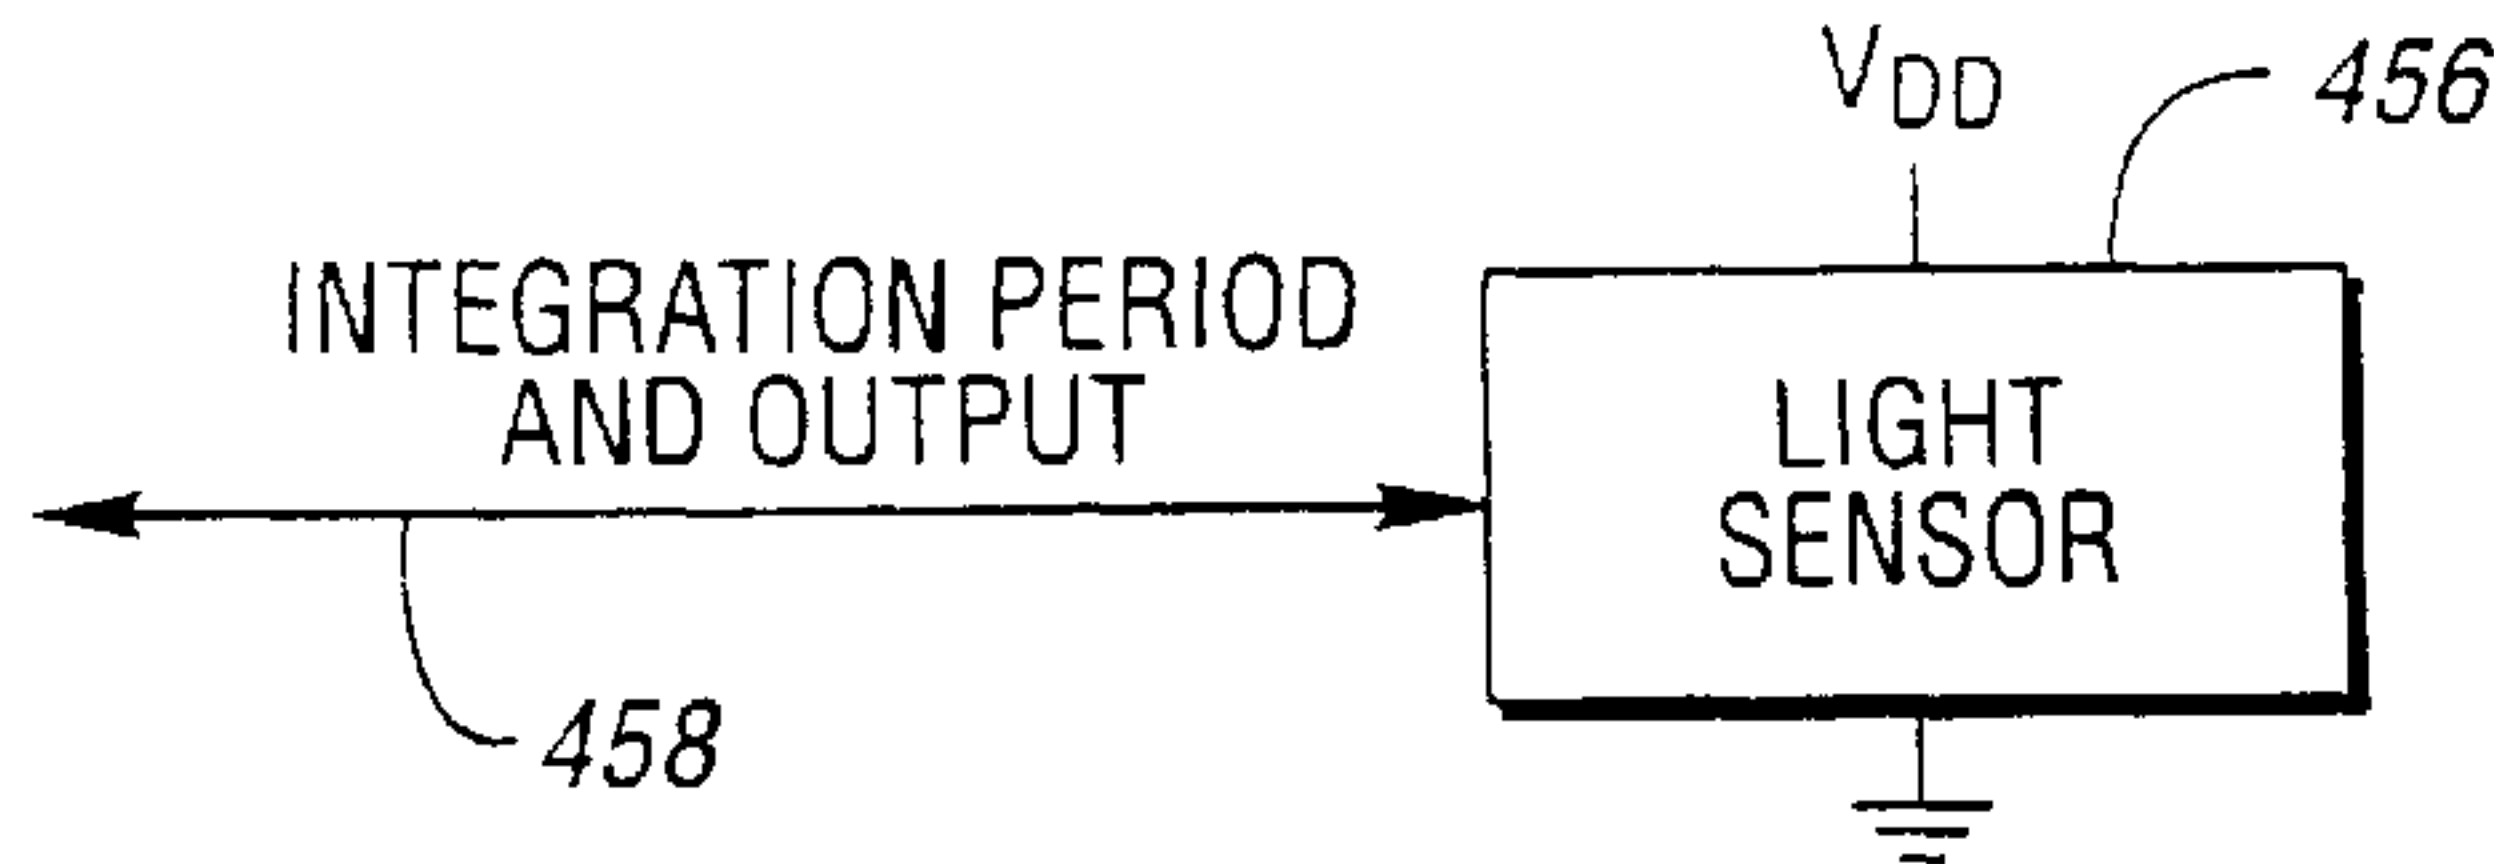 VDD
456
INTEGRATION PERIOD
AND OUTPUT
LIGHT
SENSOR
458